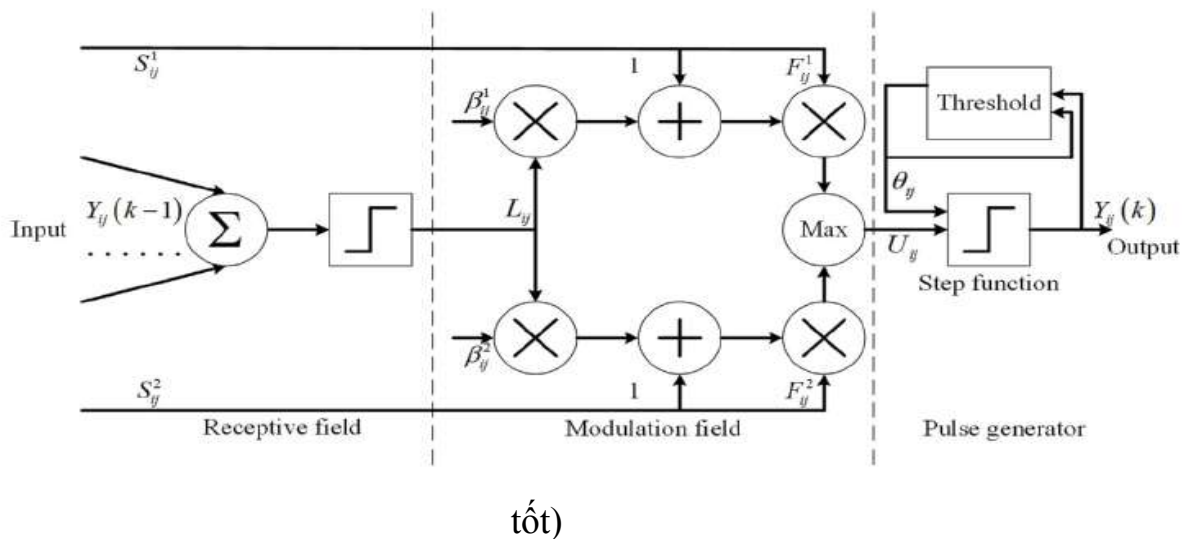 S¹ᵢⱼ
1
F¹ᵢⱼ
β¹ᵢⱼ
Threshold
θᵢⱼ
Input
Yᵢⱼ(k−1)
......
Σ
Lᵢⱼ
Max
Uᵢⱼ
Yᵢⱼ(k)
Output
Step function
β²ᵢⱼ
S²ᵢⱼ
1
F²ᵢⱼ
Receptive field
Modulation field
Pulse generator
tốt)